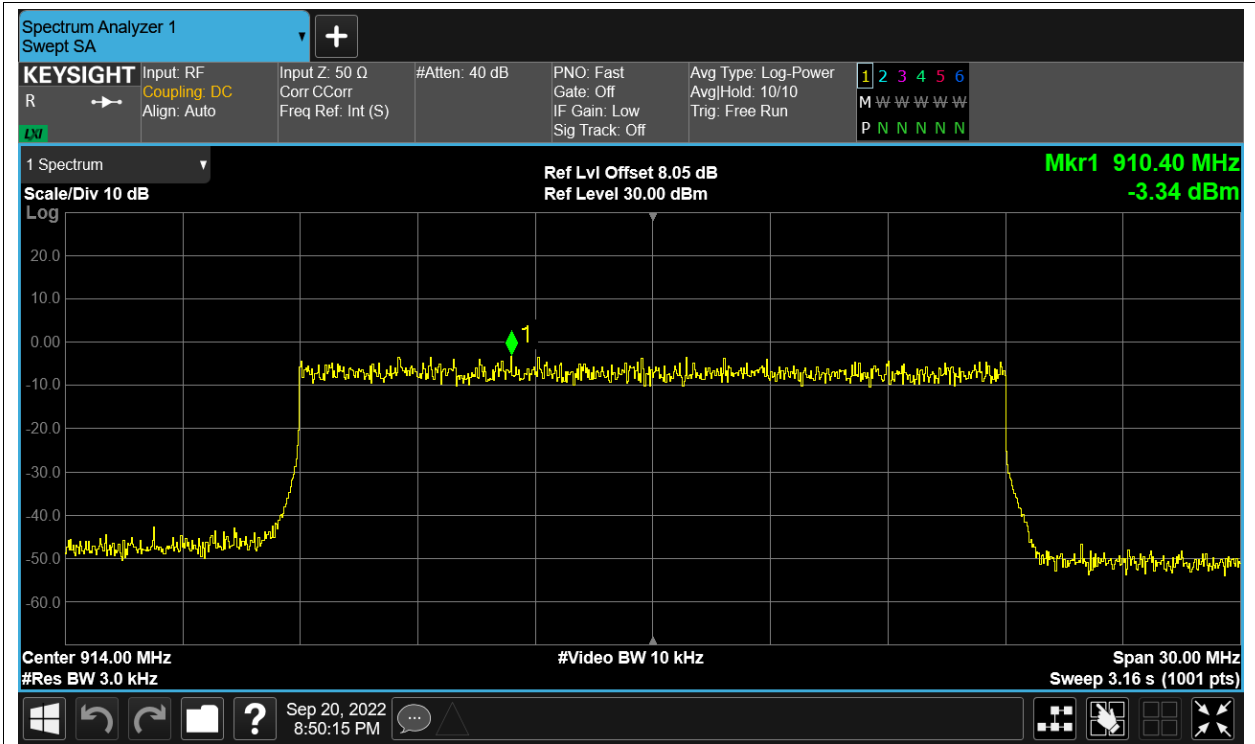 Spectrum Analyzer 1
Swept SA
KEYSIGHT
R
LXI
Input: RF
Coupling: DC
Align: Auto
Input Z: 50 Ω
Corr CCorr
Freq Ref: Int (S)
#Atten: 40 dB
PNO: Fast
Gate: Off
IF Gain: Low
Sig Track: Off
Avg Type: Log-Power
Avg|Hold: 10/10
Trig: Free Run
1 2 3 4 5 6
M W W W W W
P N N N N N
1 Spectrum
Scale/Div 10 dB
Ref Lvl Offset 8.05 dB
Ref Level 30.00 dBm
Mkr1 910.40 MHz
-3.34 dBm
Log
20.0
10.0
0.00
-10.0
-20.0
-30.0
-40.0
-50.0
-60.0
1
Center 914.00 MHz
#Res BW 3.0 kHz
#Video BW 10 kHz
Span 30.00 MHz
Sweep 3.16 s (1001 pts)
?
Sep 20, 2022
8:50:15 PM